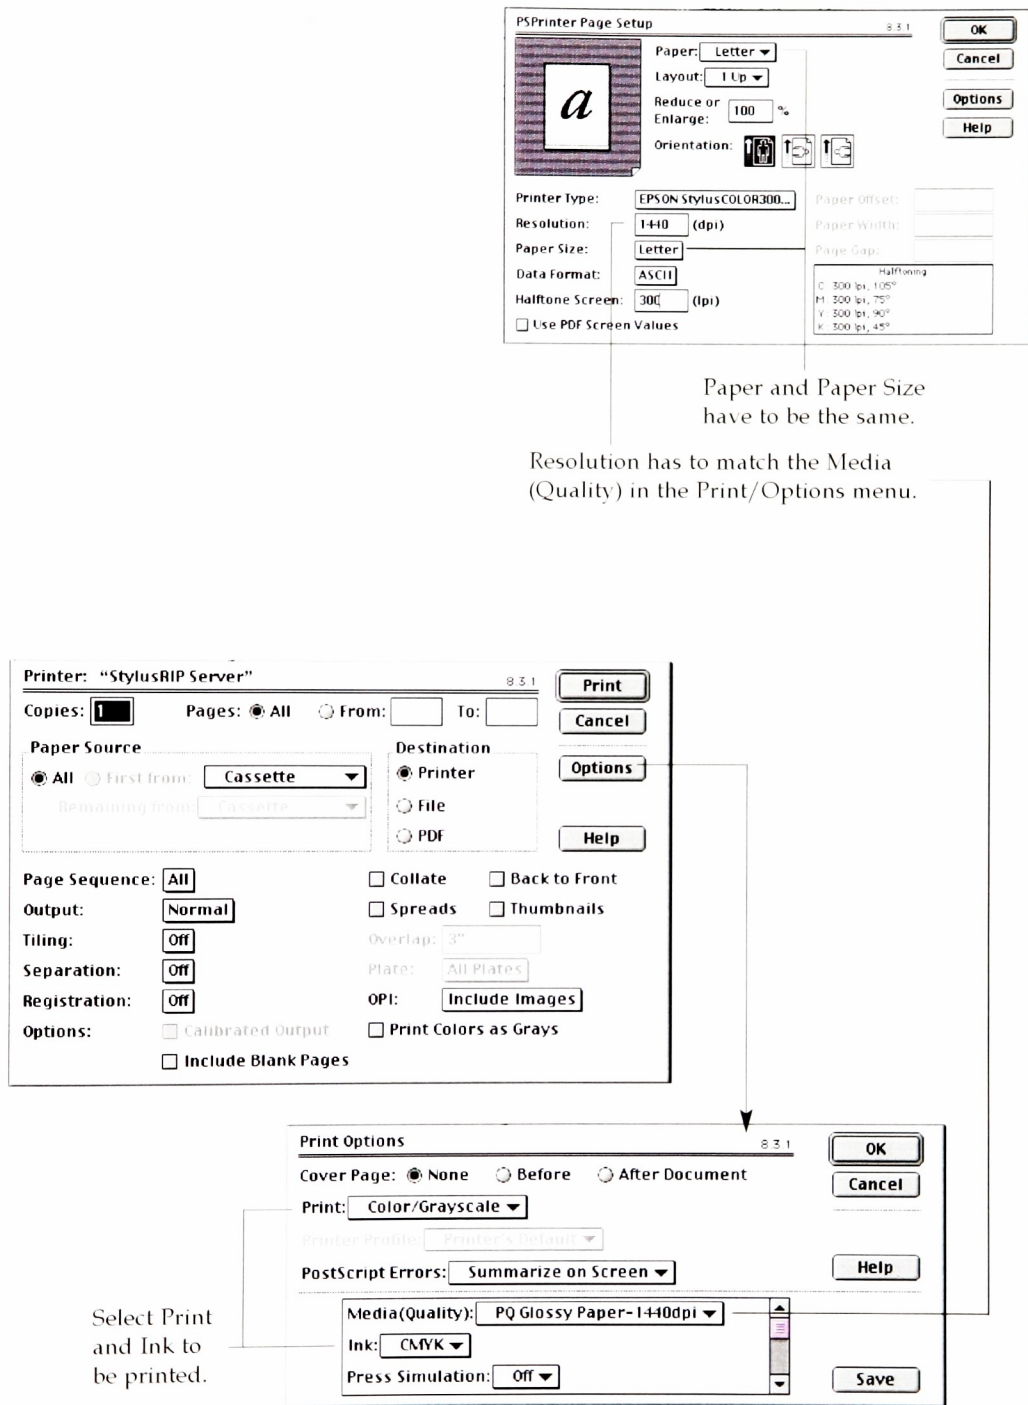 PSPrinter Page Setup 8.3.1 OK
Paper: Letter
Cancel
Layout: 1 Up
Reduce or Enlarge: 100 %
Options
Help
Orientation:
a
Printer Type: EPSON StylusCOLOR300...
Paper Offset:
Resolution: 1440 (dpi)
Paper Width:
Paper Size: Letter
Page Gap:
Data Format: ASCII
Halftoning
C: 300 lpi, 105°
Halftone Screen: 300 (lpi)
M: 300 lpi, 75°
Y: 300 lpi, 90°
Use PDF Screen Values
K: 300 lpi, 45°
Paper and Paper Size
have to be the same.
Resolution has to match the Media
(Quality) in the Print/Options menu.
Printer: “StylusRIP Server” 8.3.1 Print
Copies: 1 Pages: All From: To:
Cancel
Paper Source Destination
All First from: Cassette Printer Options
Remaining from: Cassette File
PDF Help
Page Sequence: All Collate Back to Front
Output: Normal Spreads Thumbnails
Tiling: Off Overlap: 3"
Separation: Off Plate: All Plates
Registration: Off OPI: Include Images
Options: Calibrated Output Print Colors as Grays
Include Blank Pages
Print Options 8.3.1 OK
Cover Page: None Before After Document
Cancel
Print: Color/Grayscale
Printer Profile: Printer's Default
PostScript Errors: Summarize on Screen Help
Media(Quality): PQ Glossy Paper-1440dpi
Ink: CMYK
Press Simulation: Off Save
Select Print
and Ink to
be printed.